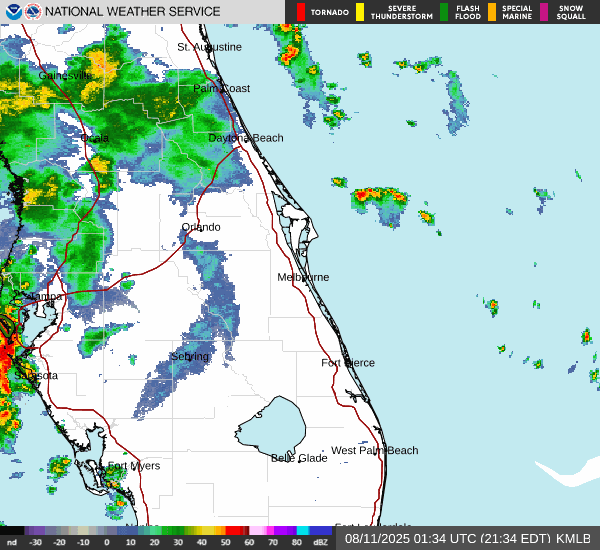 NATIONAL WEATHER SERVICE
TORNADO
SEVERE
THUNDERSTORM
FLASH
FLOOD
SPECIAL
MARINE
SNOW
SQUALL
St. Augustine
Gainesville
Palm Coast
Ocala
Daytona Beach
Orlando
Melbourne
Tampa
Sebring
Fort Pierce
Sarasota
West Palm Beach
Belle Glade
Fort Myers
Fort Lauderdale
nd -30 -20 -10 0 10 20 30 40 50 60 70 80 dBZ
08/11/2025 01:34 UTC (21:34 EDT) KMLB